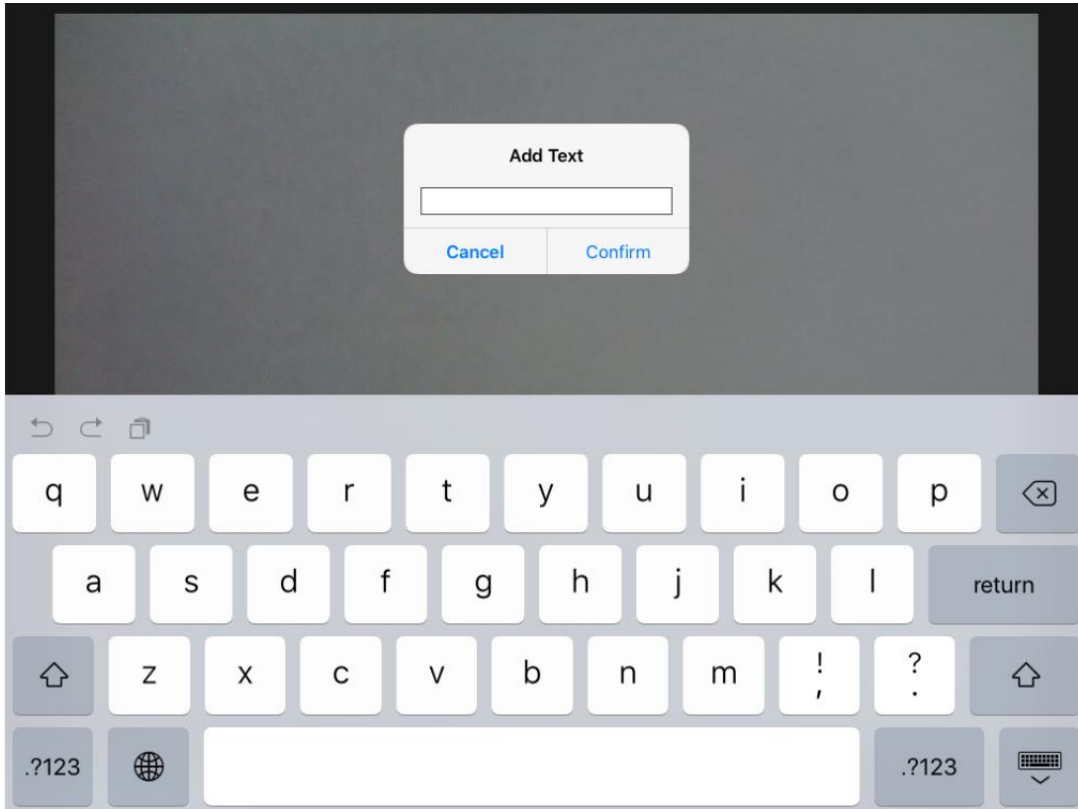 Add Text
Cancel Confirm
q w e r t y u i o p
a s d f g h j k l return
z x c v b n m ! , ? .
.?123 .?123